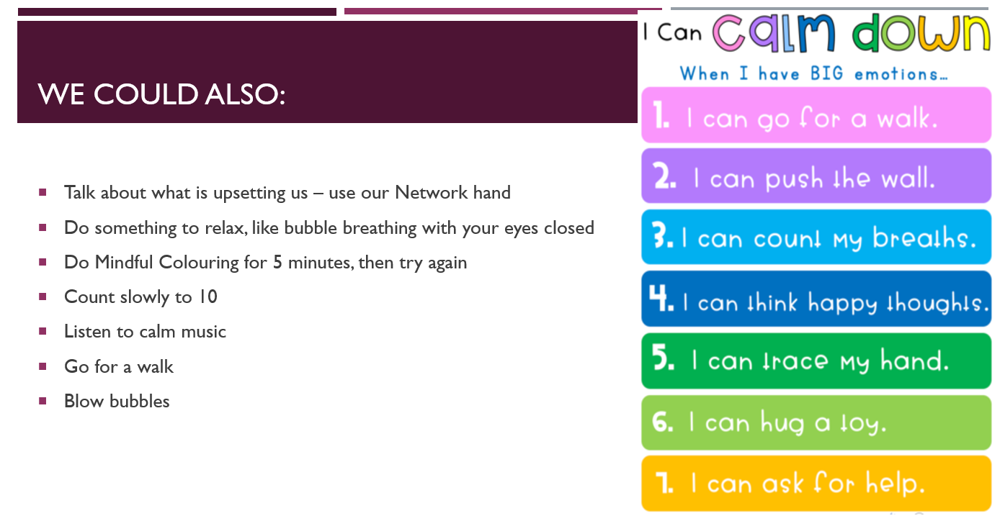 WE COULD ALSO:
Talk about what is upsetting us – use our Network hand
Do something to relax, like bubble breathing with your eyes closed
Do Mindful Colouring for 5 minutes, then try again
Count slowly to 10
Listen to calm music
Go for a walk
Blow bubbles
I Can calm down
When I have BIG emotions...
1. I can go for a walk.
2. I can push the wall.
3. I can count my breaths.
4. I can think happy thoughts.
5. I can trace my hand.
6. I can hug a toy.
7. I can ask for help.